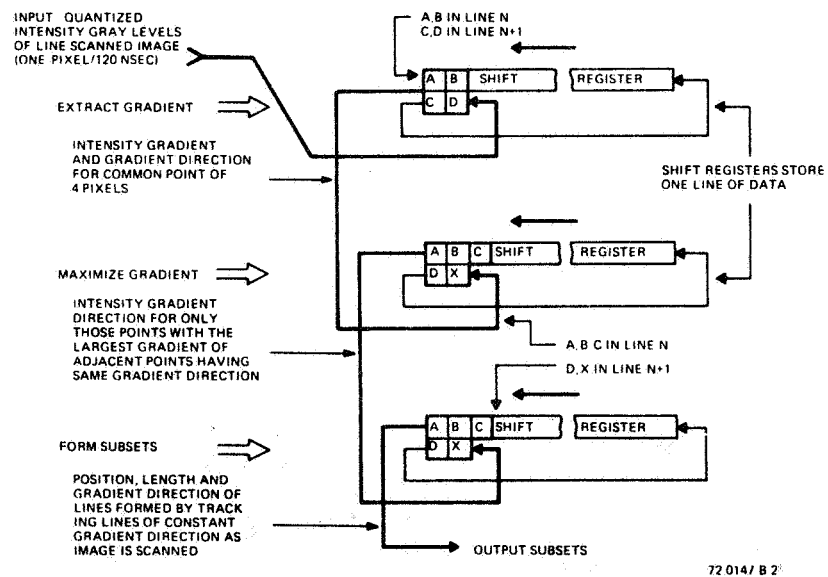 INPUT QUANTIZED
INTENSITY GRAY LEVELS
OF LINE SCANNED IMAGE
(ONE PIXEL/120 NSEC)
A,B IN LINE N
C,D IN LINE N+1
A B SHIFT REGISTER
C D
EXTRACT GRADIENT
INTENSITY GRADIENT
AND GRADIENT DIRECTION
FOR COMMON POINT OF
4 PIXELS
SHIFT REGISTERS STORE
ONE LINE OF DATA
A B C SHIFT REGISTER
D X
MAXIMIZE GRADIENT
INTENSITY GRADIENT
DIRECTION FOR ONLY
THOSE POINTS WITH THE
LARGEST GRADIENT OF
ADJACENT POINTS HAVING
SAME GRADIENT DIRECTION
A,B C IN LINE N
D,X IN LINE N+1
A B C SHIFT REGISTER
D X
FORM SUBSETS
POSITION, LENGTH AND
GRADIENT DIRECTION OF
LINES FORMED BY TRACK
ING LINES OF CONSTANT
GRADIENT DIRECTION AS
IMAGE IS SCANNED
OUTPUT SUBSETS
72 014/ B 2